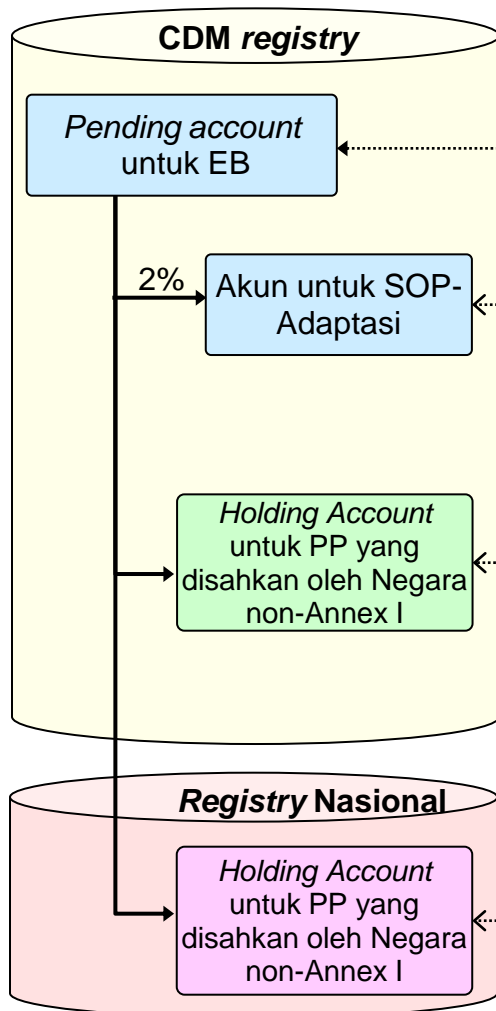 CDM registry
Pending account
untuk EB
2%
Akun untuk SOP-
Adaptasi
Holding Account
untuk PP yang
disahkan oleh Negara
non-Annex I
Registry Nasional
Holding Account
untuk PP yang
disahkan oleh Negara
non-Annex I